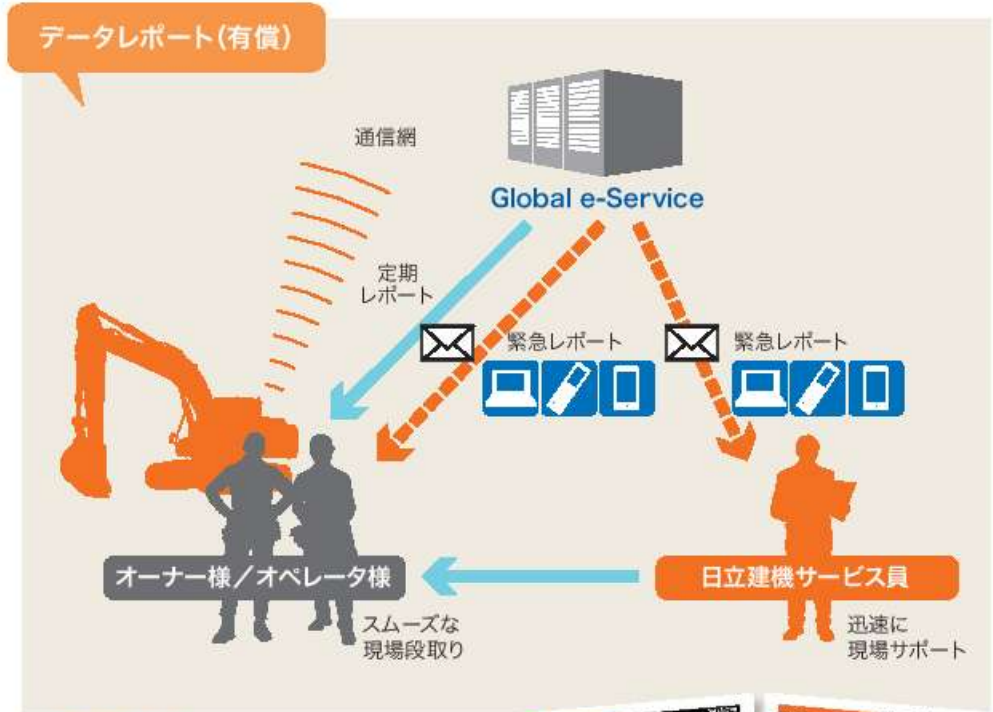 データレポート(有償)
通信網
Global e-Service
定期
レポート
緊急レポート
緊急レポート
オーナー様/オペレータ様
日立建機サービス員
スムーズな
現場段取り
迅速に
現場サポート